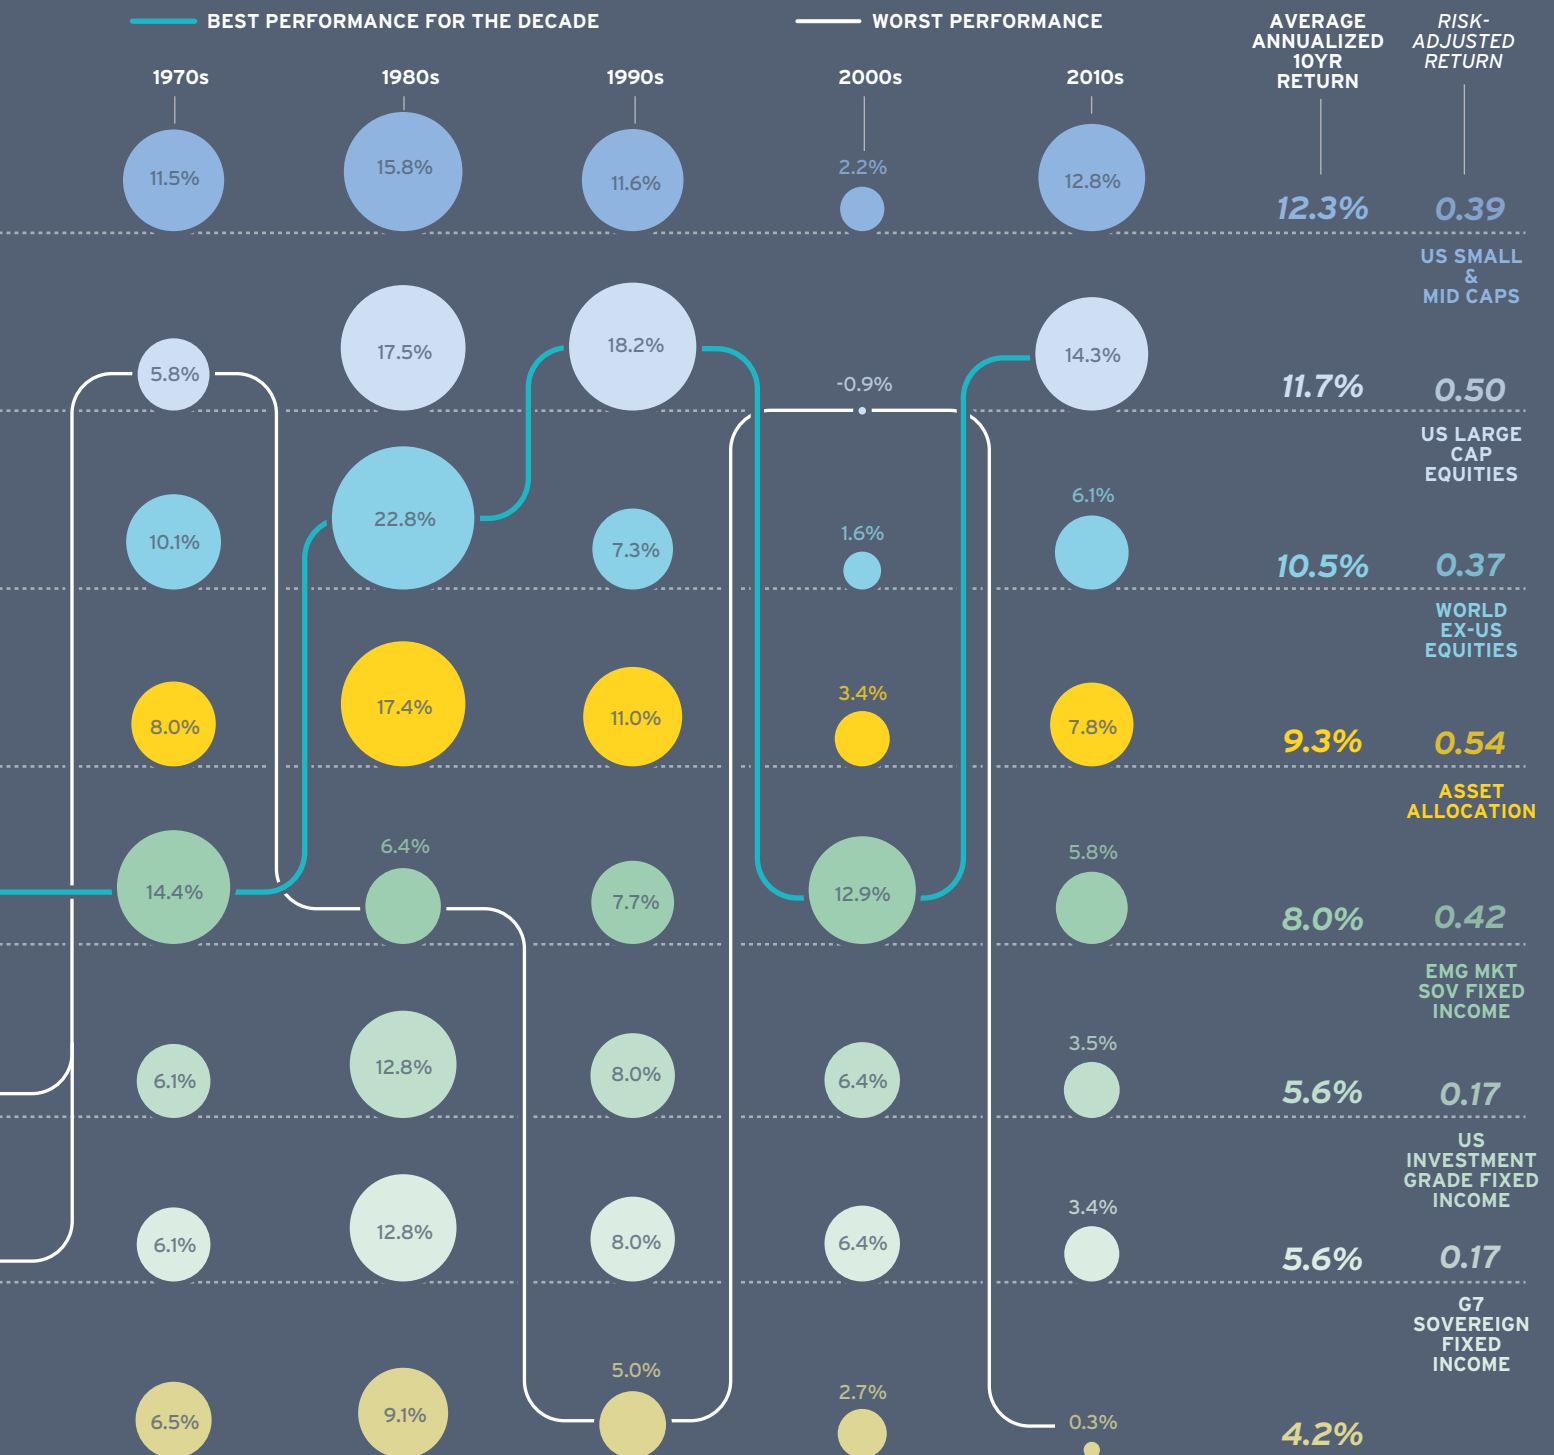 BEST PERFORMANCE FOR THE DECADE
WORST PERFORMANCE
AVERAGE
ANNUALIZED
10YR
RETURN
RISK-
ADJUSTED
RETURN
1970s
1980s
1990s
2000s
2010s
11.5%
15.8%
11.6%
2.2%
12.8%
12.3%
0.39
US SMALL
&
MID CAPS
5.8%
17.5%
18.2%
-0.9%
14.3%
11.7%
0.50
US LARGE
CAP
EQUITIES
10.1%
22.8%
7.3%
1.6%
6.1%
10.5%
0.37
WORLD
EX-US
EQUITIES
8.0%
17.4%
11.0%
3.4%
7.8%
9.3%
0.54
ASSET
ALLOCATION
14.4%
6.4%
7.7%
12.9%
5.8%
8.0%
0.42
EMG MKT
SOV FIXED
INCOME
6.1%
12.8%
8.0%
6.4%
3.5%
5.6%
0.17
US
INVESTMENT
GRADE FIXED
INCOME
6.1%
12.8%
8.0%
6.4%
3.4%
5.6%
0.17
G7
SOVEREIGN
FIXED
INCOME
6.5%
9.1%
5.0%
2.7%
0.3%
4.2%